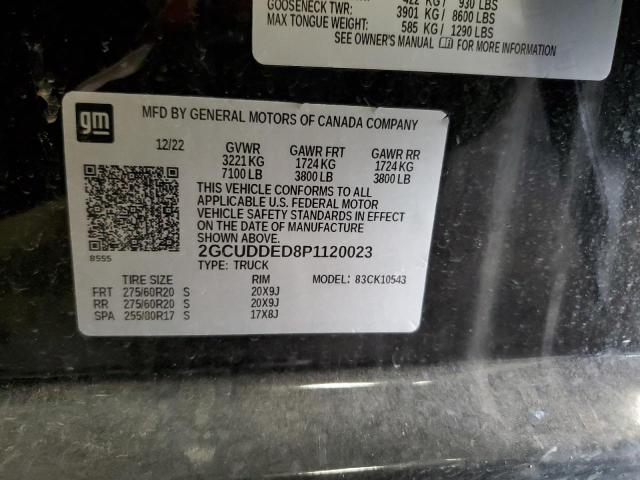 KG / 930 LBS
GOOSENECK TWR: 3901 KG / 8600 LBS
MAX TONGUE WEIGHT: 585 KG / 1290 LBS
SEE OWNER'S MANUAL FOR MORE INFORMATION
gm
MFD BY GENERAL MOTORS OF CANADA COMPANY
12/22 GVWR GAWR FRT GAWR RR
3221 KG 1724 KG 1724 KG
7100 LB 3800 LB 3800 LB
THIS VEHICLE CONFORMS TO ALL
APPLICABLE U.S. FEDERAL MOTOR
VEHICLE SAFETY STANDARDS IN EFFECT
ON THE DATE OF MANUFACTURE
SHOWN ABOVE.
8555
2GCUDDED8P1120023
TYPE: TRUCK MODEL: 83CK10543
TIRE SIZE RIM
FRT 275/60R20 S 20X9J
RR 275/60R20 S 20X9J
SPA 255/80R17 S 17X8J